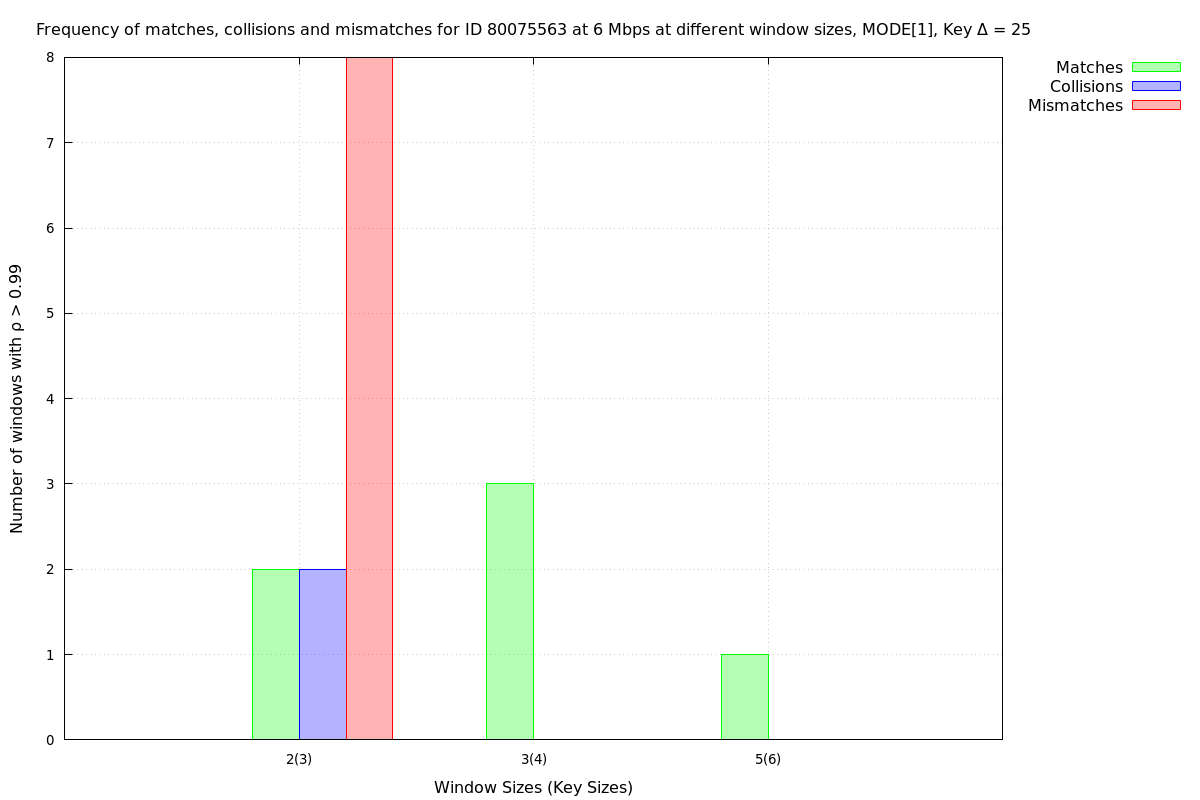 Frequency of matches, collisions and mismatches for ID 80075563 at 6 Mbps at different window sizes, MODE[1], Key Δ = 25
Matches
Collisions
Mismatches
Number of windows with ρ > 0.99
8
7
6
5
4
3
2
1
0
2(3)
3(4)
5(6)
Window Sizes (Key Sizes)